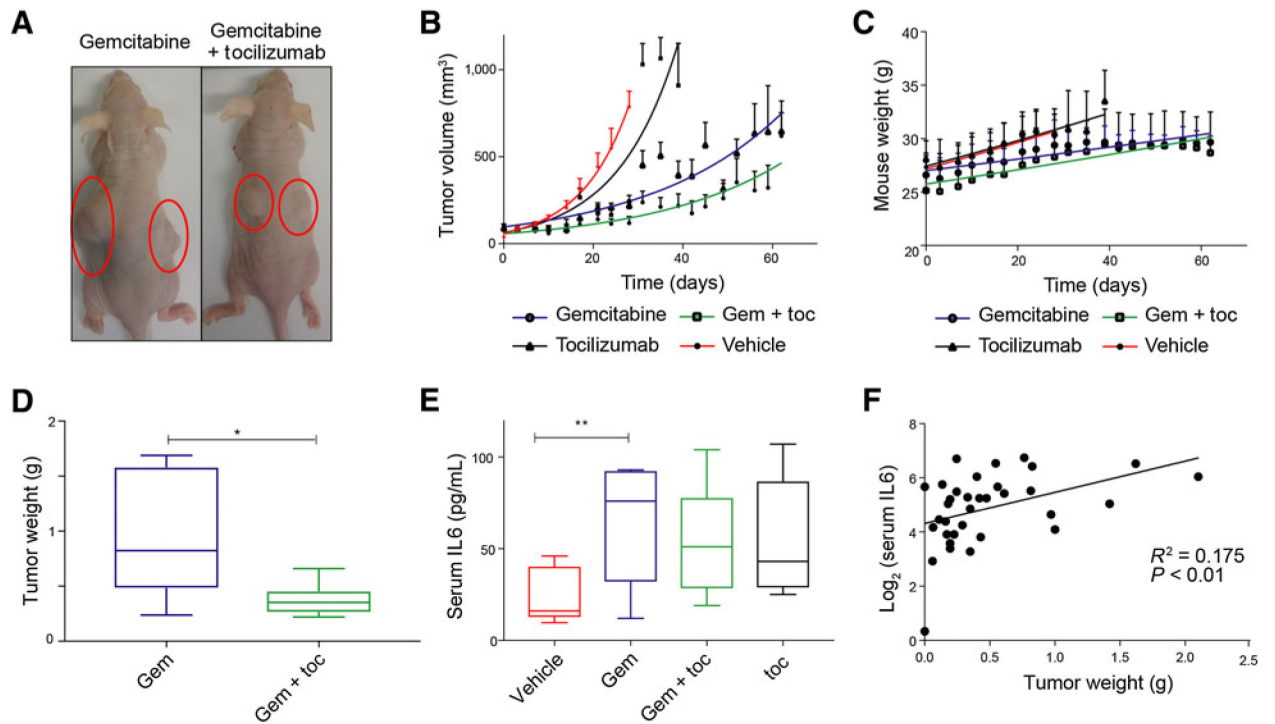 A
Gemcitabine
Gemcitabine
+ tocilizumab
B
Tumor volume (mm³)
1,000
500
0
0
20
40
60
Time (days)
Gemcitabine
Gem + toc
Tocilizumab
Vehicle
C
Mouse weight (g)
40
35
30
25
20
0
20
40
60
Time (days)
Gemcitabine
Gem + toc
Tocilizumab
Vehicle
D
Tumor weight (g)
2
1
0
*
Gem
Gem + toc
E
Serum IL6 (pg/mL)
100
50
0
**
Vehicle
Gem
Gem + toc
toc
F
Log₂ (serum IL6)
8
6
4
2
0
R² = 0.175
P < 0.01
0.0
0.5
1.0
1.5
2.0
2.5
Tumor weight (g)